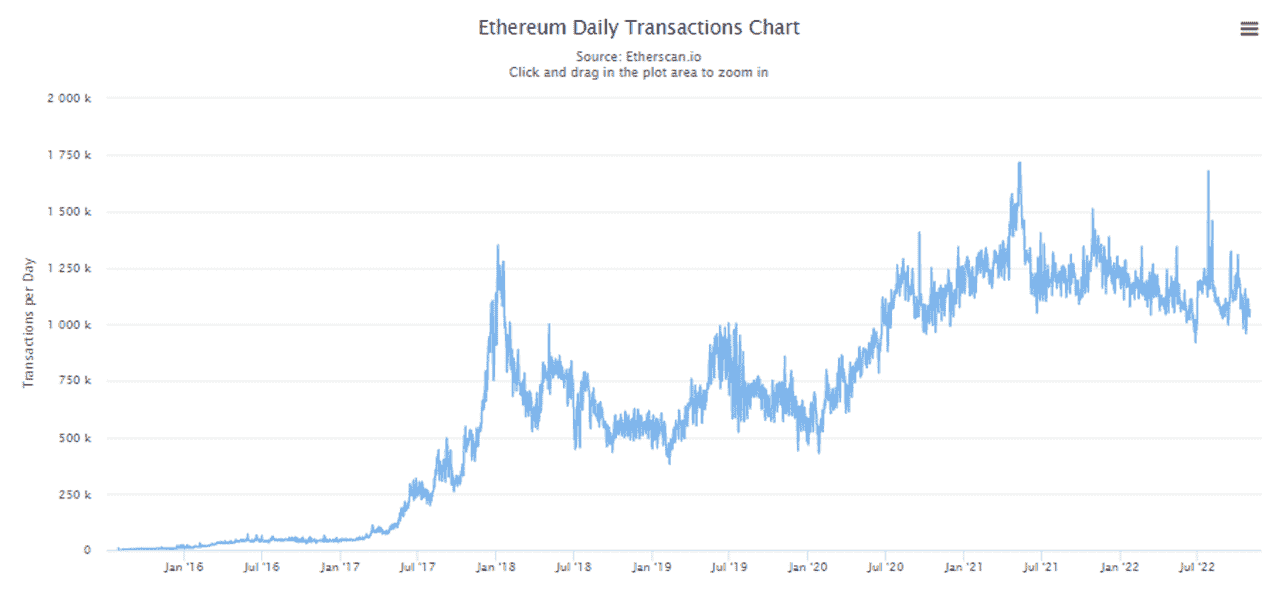 Ethereum Daily Transactions Chart
Source: Etherscan.io
Click and drag in the plot area to zoom in
Transactions per Day
2 000 k
1 750 k
1 500 k
1 250 k
1 000 k
750 k
500 k
250 k
0
Jan '16 Jul '16 Jan '17 Jul '17 Jan '18 Jul '18 Jan '19 Jul '19 Jan '20 Jul '20 Jan '21 Jul '21 Jan '22 Jul '22